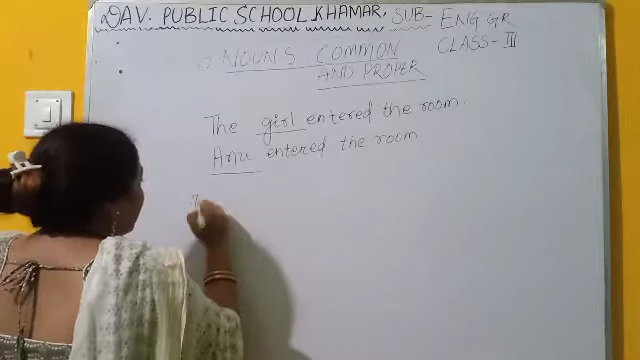 DAV. PUBLIC SCHOOL KHAMAR, SUB- ENG GR
CLASS- III
NOUNS COMMON
AND PROPER
The girl entered the room.
Anu entered the room